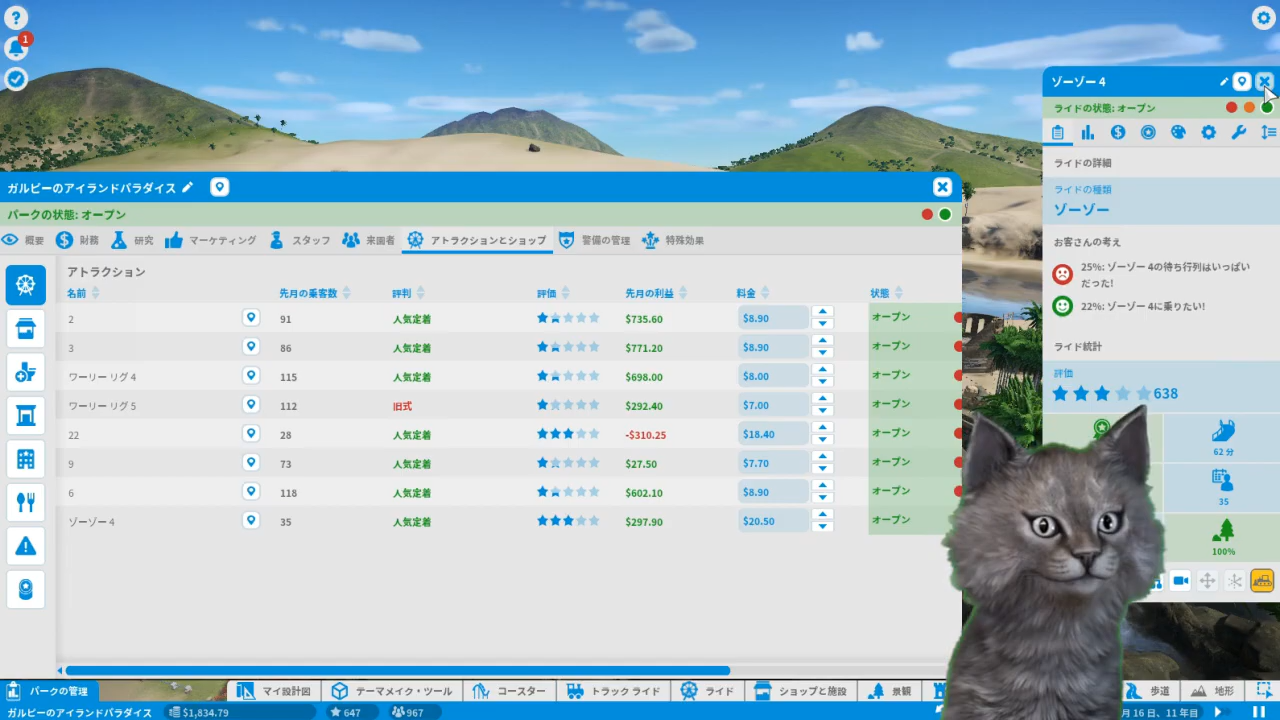 ?
1
ゾーゾー 4
ライドの状態: オープン
ライドの詳細
ライドの種類
ゾーゾー
お客さんの考え
25%: ゾーゾー 4の待ち行列はいっぱい
だった!
22%: ゾーゾー 4に乗りたい!
ライド統計
評価
638
62 分
35
100%
ガルピーのアイランドパラダイス
パークの状態: オープン
概要 財務 研究 マーケティング スタッフ 来園者 アトラクションとショップ 警備の管理 特殊効果
アトラクション
名前 先月の乗客数 評判 評価 先月の利益 料金 状態
2 91 人気定着 $735.60 $8.90 オープン
3 86 人気定着 $771.20 $8.90 オープン
ワーリー リグ 4 115 人気定着 $698.00 $8.00 オープン
ワーリー リグ 5 112 旧式 $292.40 $7.00 オープン
22 28 人気定着 -$310.25 $18.40 オープン
9 73 人気定着 $27.50 $7.70 オープン
6 118 人気定着 $602.10 $8.90 オープン
ゾーゾー 4 35 人気定着 $297.90 $20.50 オープン
パークの管理 マイ設計図 テーマメイク・ツール コースター トラック ライド ライド ショップと施設 景観 歩道 地形
ガルピーのアイランドパラダイス $1,834.79 647 967 月 16 日、11 年目